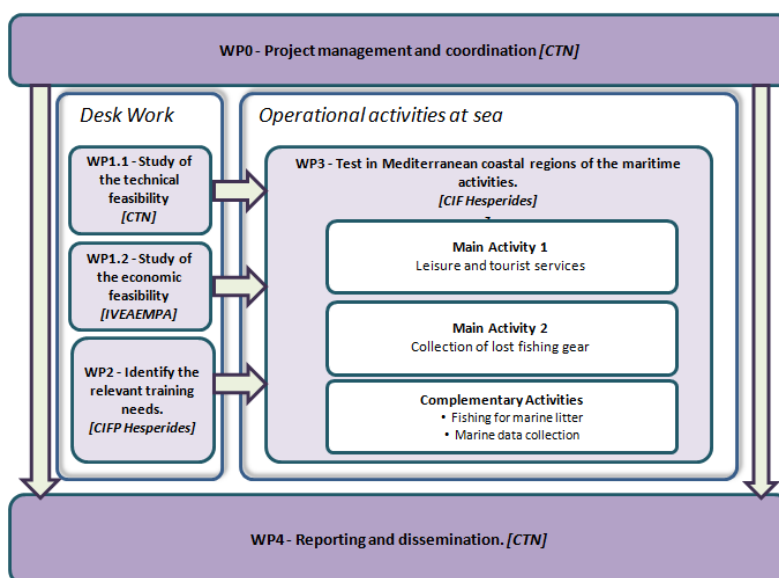 WP0 - Project management and coordination [CTN]
Desk Work
Operational activities at sea
WP1.1 - Study of
the technical
feasibility
[CTN]
WP1.2 - Study of
the economic
feasibility
[IVEAEMPA]
WP2 - Identify the
relevant training
needs.
[CIFP Hesperides]
WP3 - Test in Mediterranean coastal regions of the maritime
activities.
[CIF Hesperides]
Main Activity 1
Leisure and tourist services
Main Activity 2
Collection of lost fishing gear
Complementary Activities
• Fishing for marine litter
• Marine data collection
WP4 - Reporting and dissemination. [CTN]